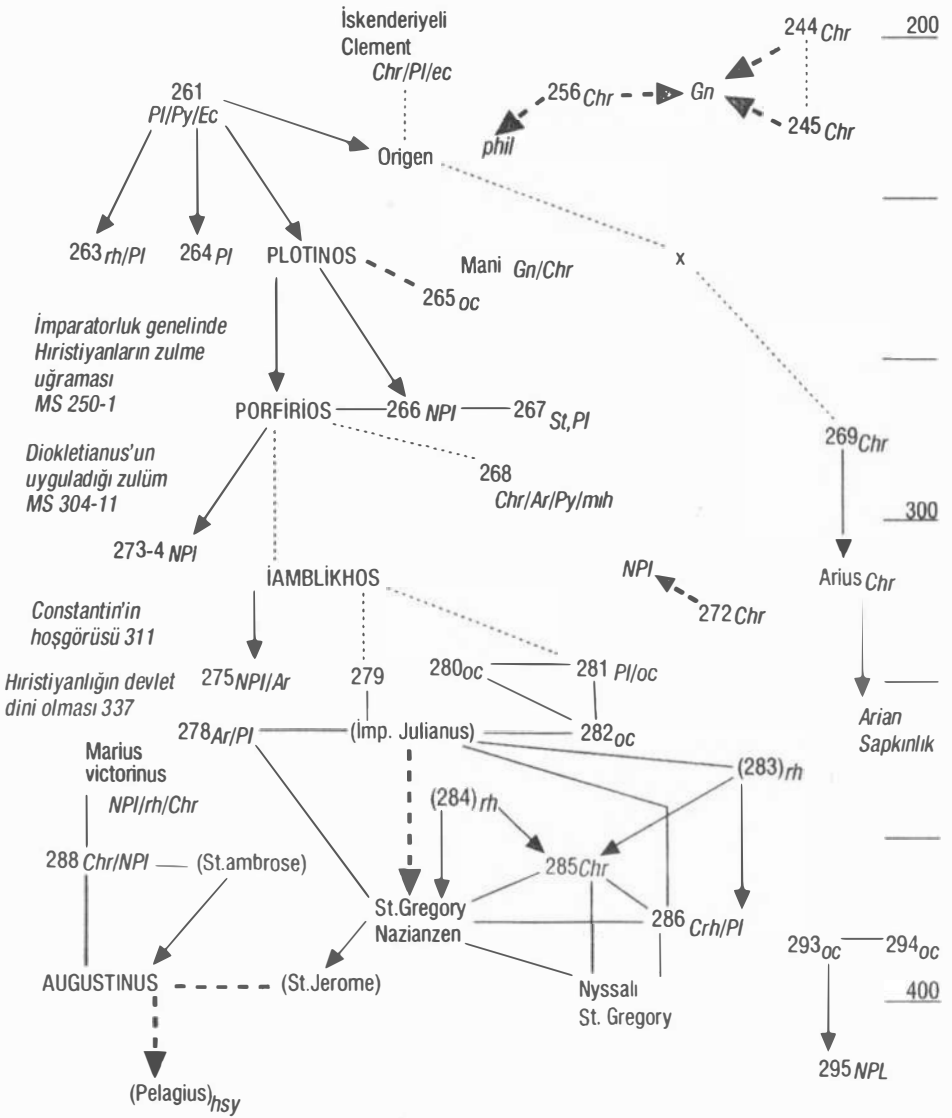 İskenderiyeli
Clement
Chr/Pl/ec
244 Chr
200
261
Pl/Py/Ec
256 Chr
Gn
245 Chr
phil
Origen
263 rh/Pl
264 Pl
PLOTINOS
Mani Gn/Chr
x
265 oc
İmparatorluk genelinde
Hıristiyanların zulme
uğraması
MS 250-1
PORFİRİOS
266 NPl
267 St,Pl
269 Chr
Diokletianus'un
uyguladığı zulüm
MS 304-11
268
Chr/Ar/Py/mıh
300
273-4 NPl
İAMBLİKHOS
NPl
272 Chr
Arius Chr
Constantin'in
hoşgörüsü 311
275 NPl/Ar
279
280 oc
281 Pl/oc
Hıristiyanlığın devlet
dini olması 337
278 Ar/Pl
(İmp. Julianus)
282 oc
Arian
Sapkınlık
Marius
victorinus
NPl/rh/Chr
(283) rh
(284) rh
288 Chr/NPl
(St.ambrose)
285 Chr
St.Gregory
Nazianzen
286 Crh/Pl
293 oc
294 oc
AUGUSTINUS
(St.Jerome)
Nyssalı
St. Gregory
400
295 NPL
(Pelagius) hsy